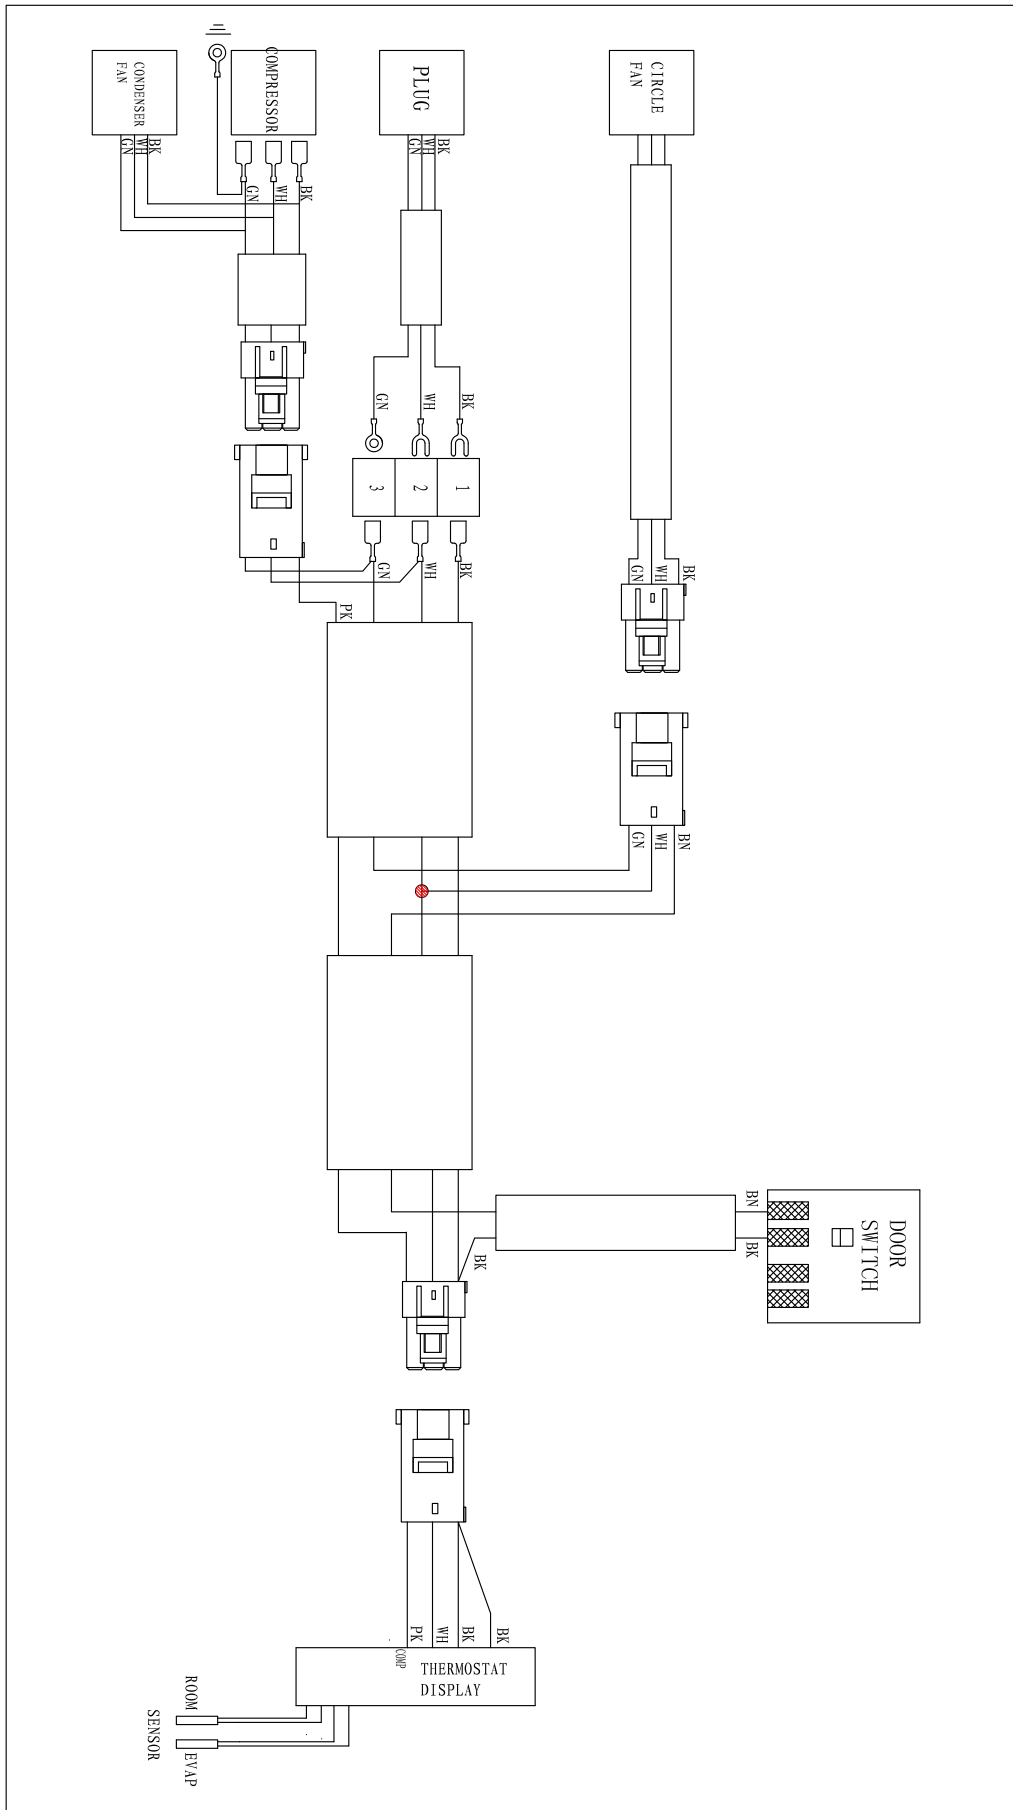 CONDENSER
FAN
COMPRESSOR
PLUG
CIRCLE
FAN
GN
WH
BK
GN
WH
BK
GN
WH
BK
GN
WH
BK
3
2
1
GN
WH
BK
PK
GN
WH
BK
GN
WH
BN
BN
BK
DOOR
SWITCH
BK
PK
WH
BK
BK
COMP
THERMOSTAT
DISPLAY
ROOM
SENSOR
EVAP